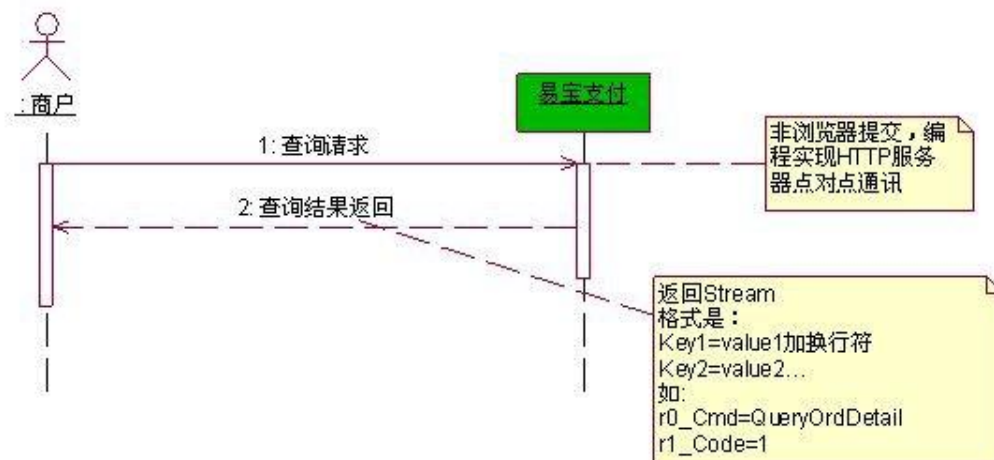 : 商户
易宝支付
非浏览器提交，编
程实现HTTP服务
器点对点通讯
1: 查询请求
2: 查询结果返回
返回Stream
格式是：
Key1=value1加换行符
Key2=value2...
如:
r0_Cmd=QueryOrdDetail
r1_Code=1